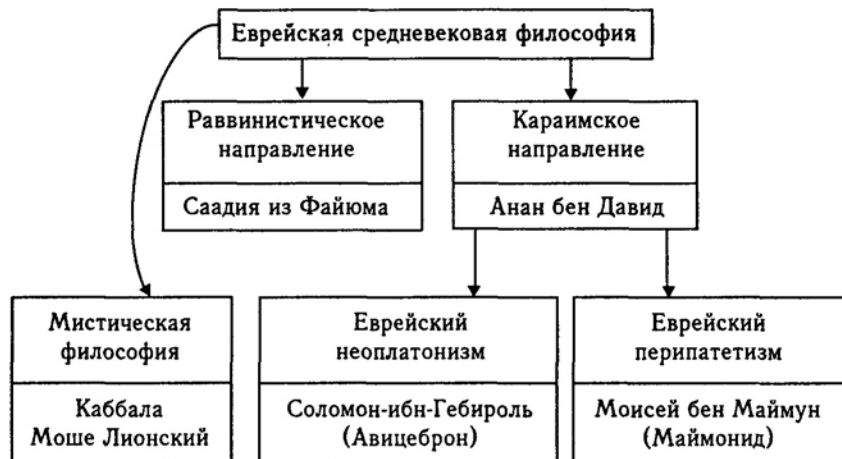 Еврейская средневековая философия
Раввинистическое
направление
Саадия из Файюма
Караимское
направление
Анан бен Давид
Мистическая
философия
Каббала
Моше Лионский
Еврейский
неоплатонизм
Соломон-ибн-Гебироль
(Авицеброн)
Еврейский
перипатетизм
Моисей бен Маймун
(Маймонид)